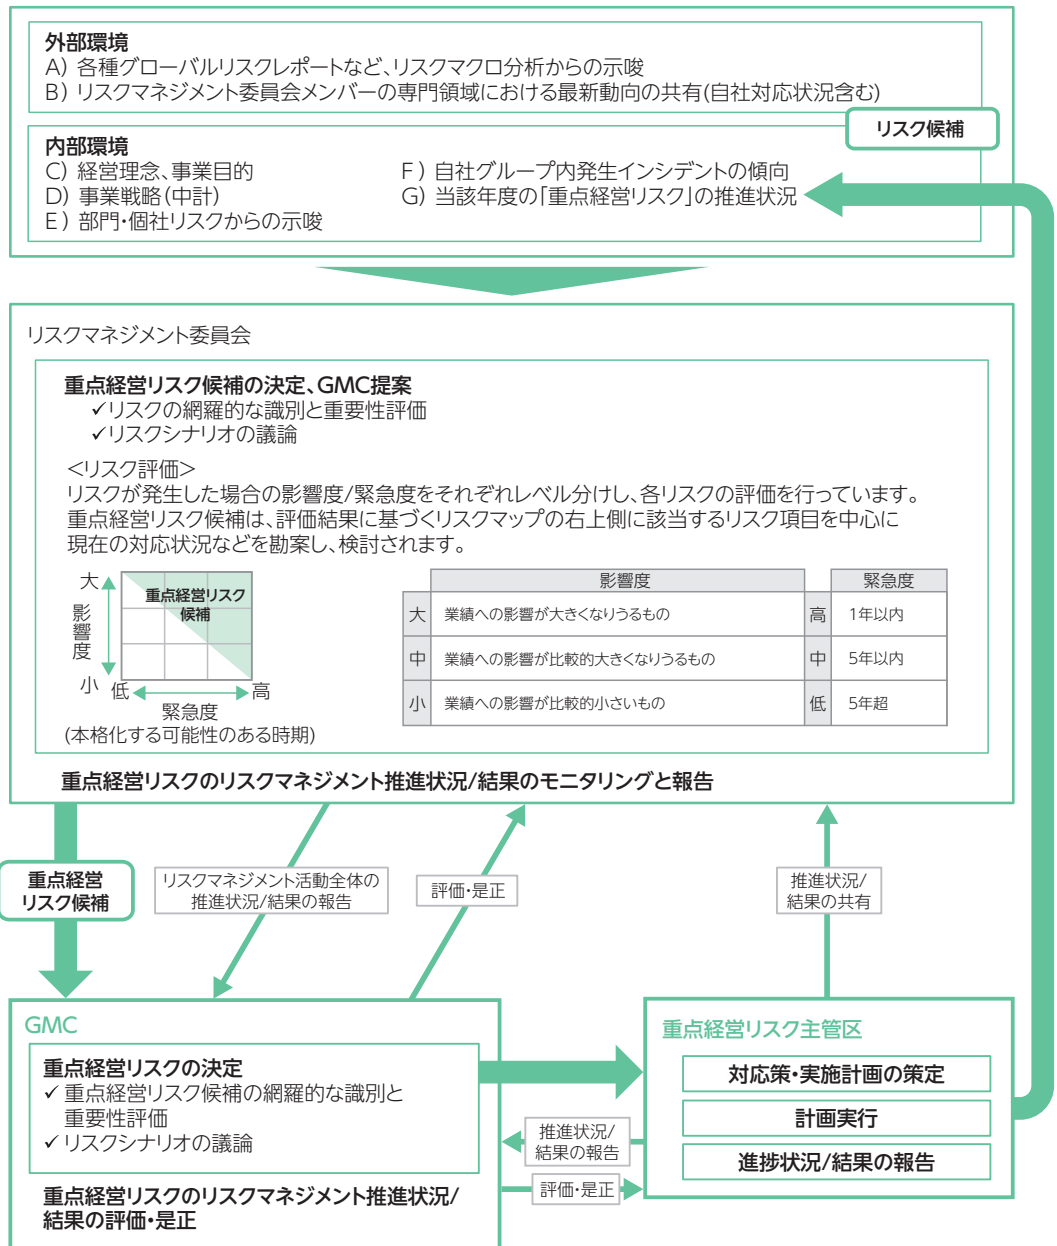 外部環境
A) 各種グローバルリスクレポートなど、リスクマクロ分析からの示唆
B) リスクマネジメント委員会メンバーの専門領域における最新動向の共有(自社対応状況含む)
リスク候補
内部環境
C) 経営理念、事業目的
D) 事業戦略(中計)
E) 部門・個社リスクからの示唆
F) 自社グループ内発生インシデントの傾向
G) 当該年度の「重点経営リスク」の推進状況
リスクマネジメント委員会
重点経営リスク候補の決定、GMC提案
✓リスクの網羅的な識別と重要性評価
✓リスクシナリオの議論
<リスク評価>
リスクが発生した場合の影響度/緊急度をそれぞれレベル分けし、各リスクの評価を行っています。
重点経営リスク候補は、評価結果に基づくリスクマップの右上側に該当するリスク項目を中心に
現在の対応状況などを勘案し、検討されます。
大
影響度
小
重点経営リスク
候補
低
高
緊急度
(本格化する可能性のある時期)
影響度 緊急度
大 業績への影響が大きくなりうるもの 高 1年以内
中 業績への影響が比較的大きくなりうるもの 中 5年以内
小 業績への影響が比較的小さいもの 低 5年超
重点経営リスクのリスクマネジメント推進状況/結果のモニタリングと報告
重点経営
リスク候補
リスクマネジメント活動全体の
推進状況/結果の報告
評価・是正
推進状況/
結果の共有
GMC
重点経営リスクの決定
✓ 重点経営リスク候補の網羅的な識別と
重要性評価
✓ リスクシナリオの議論
重点経営リスクのリスクマネジメント推進状況/
結果の評価・是正
推進状況/
結果の報告
評価・是正
重点経営リスク主管区
対応策・実施計画の策定
計画実行
進捗状況/結果の報告